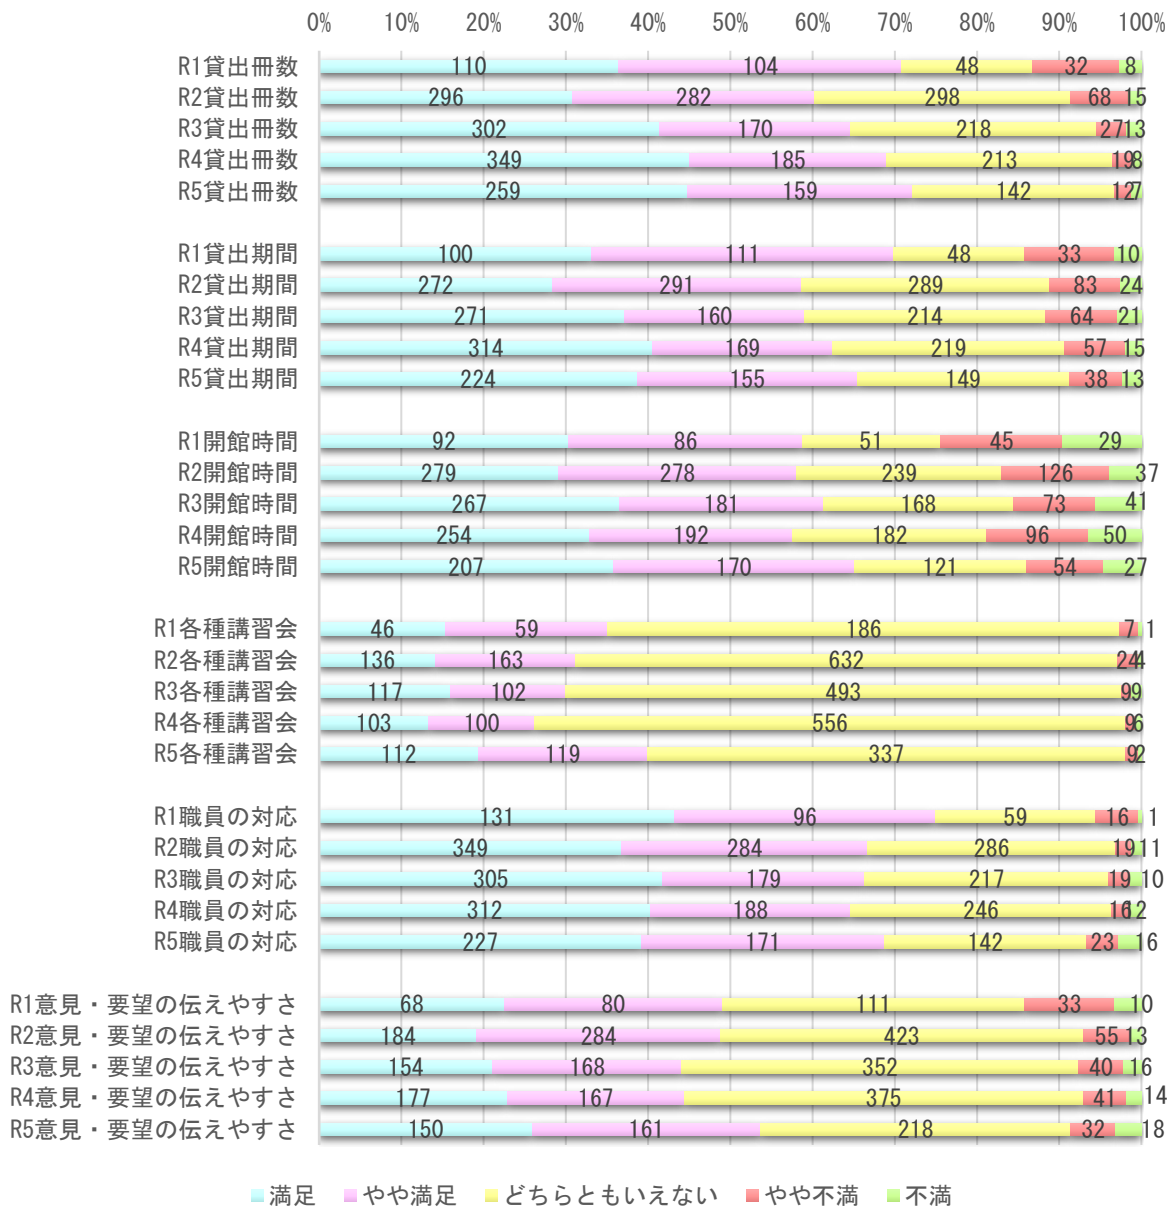 0% 10% 20% 30% 40% 50% 60% 70% 80% 90% 100%
R1貸出冊数 110 104 48 32 8
R2貸出冊数 296 282 298 68 15
R3貸出冊数 302 170 218 27 13
R4貸出冊数 349 185 213 19 8
R5貸出冊数 259 159 142 12 7
R1貸出期間 100 111 48 33 10
R2貸出期間 272 291 289 83 24
R3貸出期間 271 160 214 64 21
R4貸出期間 314 169 219 57 15
R5貸出期間 224 155 149 38 13
R1開館時間 92 86 51 45 29
R2開館時間 279 278 239 126 37
R3開館時間 267 181 168 73 41
R4開館時間 254 192 182 96 50
R5開館時間 207 170 121 54 27
R1各種講習会 46 59 186 7 1
R2各種講習会 136 163 632 24 4
R3各種講習会 117 102 493 9 9
R4各種講習会 103 100 556 9 6
R5各種講習会 112 119 337 9 2
R1職員の対応 131 96 59 16 1
R2職員の対応 349 284 286 19 11
R3職員の対応 305 179 217 19 10
R4職員の対応 312 188 246 16 12
R5職員の対応 227 171 142 23 16
R1意見・要望の伝えやすさ 68 80 111 33 10
R2意見・要望の伝えやすさ 184 284 423 55 13
R3意見・要望の伝えやすさ 154 168 352 40 16
R4意見・要望の伝えやすさ 177 167 375 41 14
R5意見・要望の伝えやすさ 150 161 218 32 18
満足 やや満足 どちらともいえない やや不満 不満